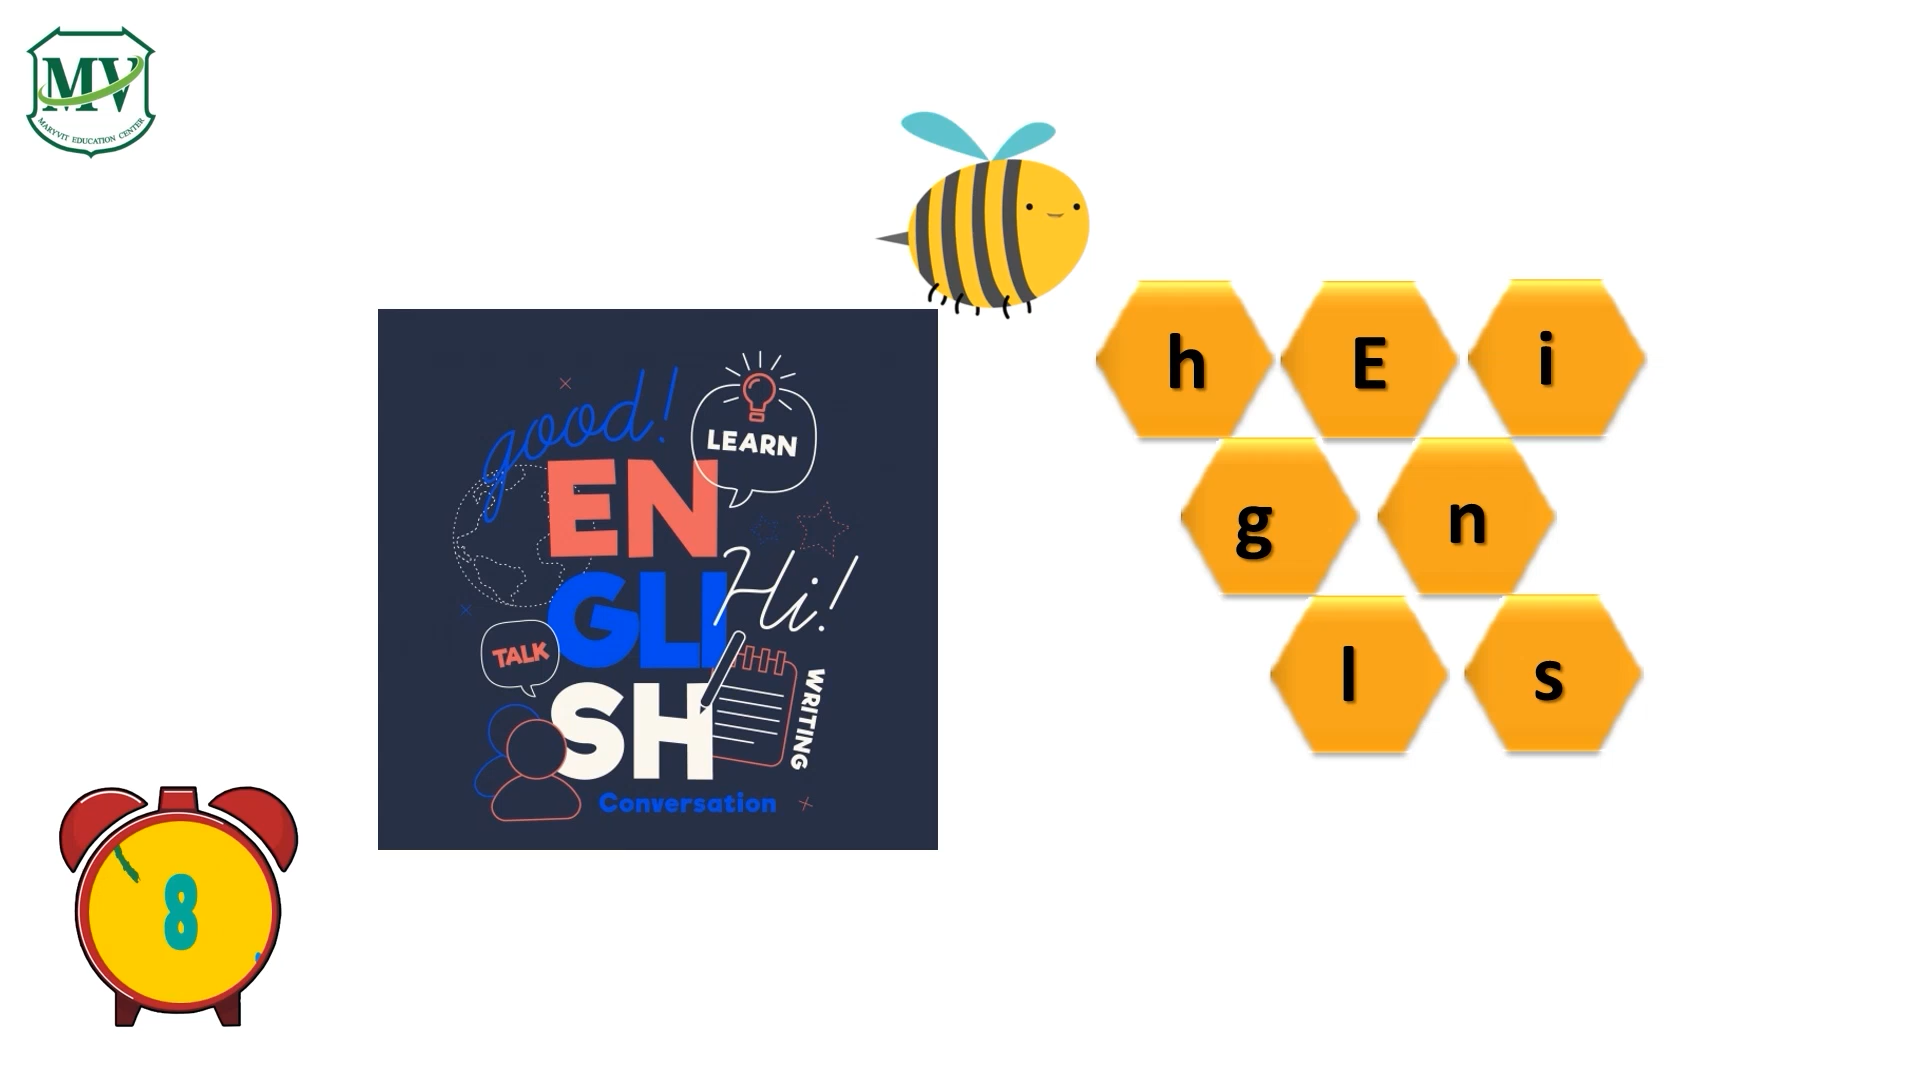 MV
MARYVIT EDUCATION CENTER
good!
LEARN
EN
GLI
Hi!
TALK
SH
WRITING
Conversation
h E i
g n
l s
8